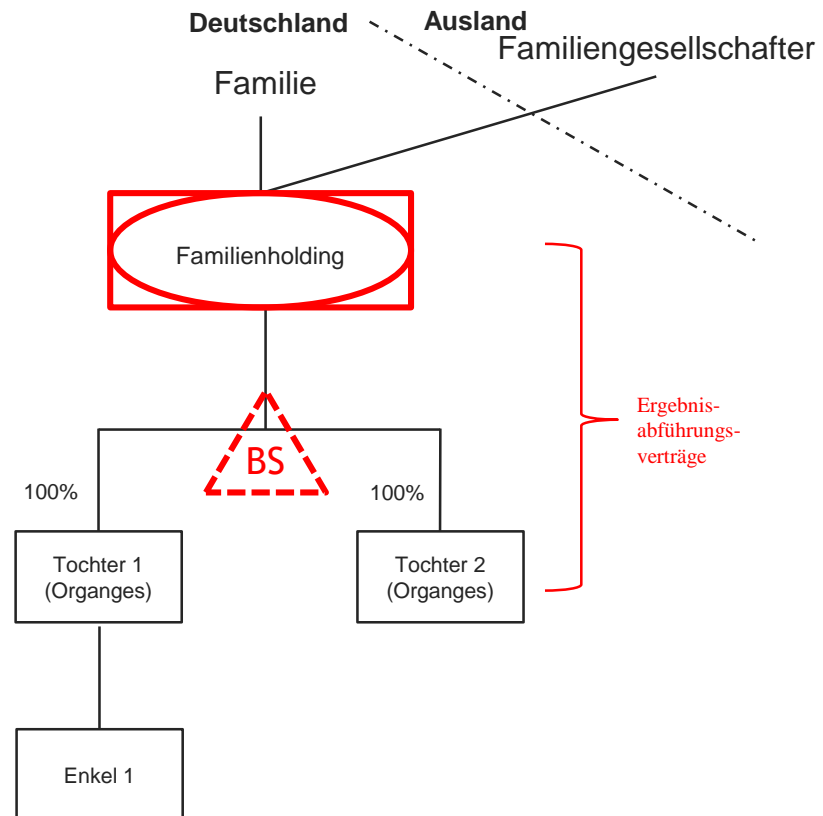 Deutschland
Ausland
Familiengesellschafter
Familie
Familienholding
Ergebnis-
abführungs-
verträge
BS
100%
100%
Tochter 1
(Organges)
Tochter 2
(Organges)
Enkel 1